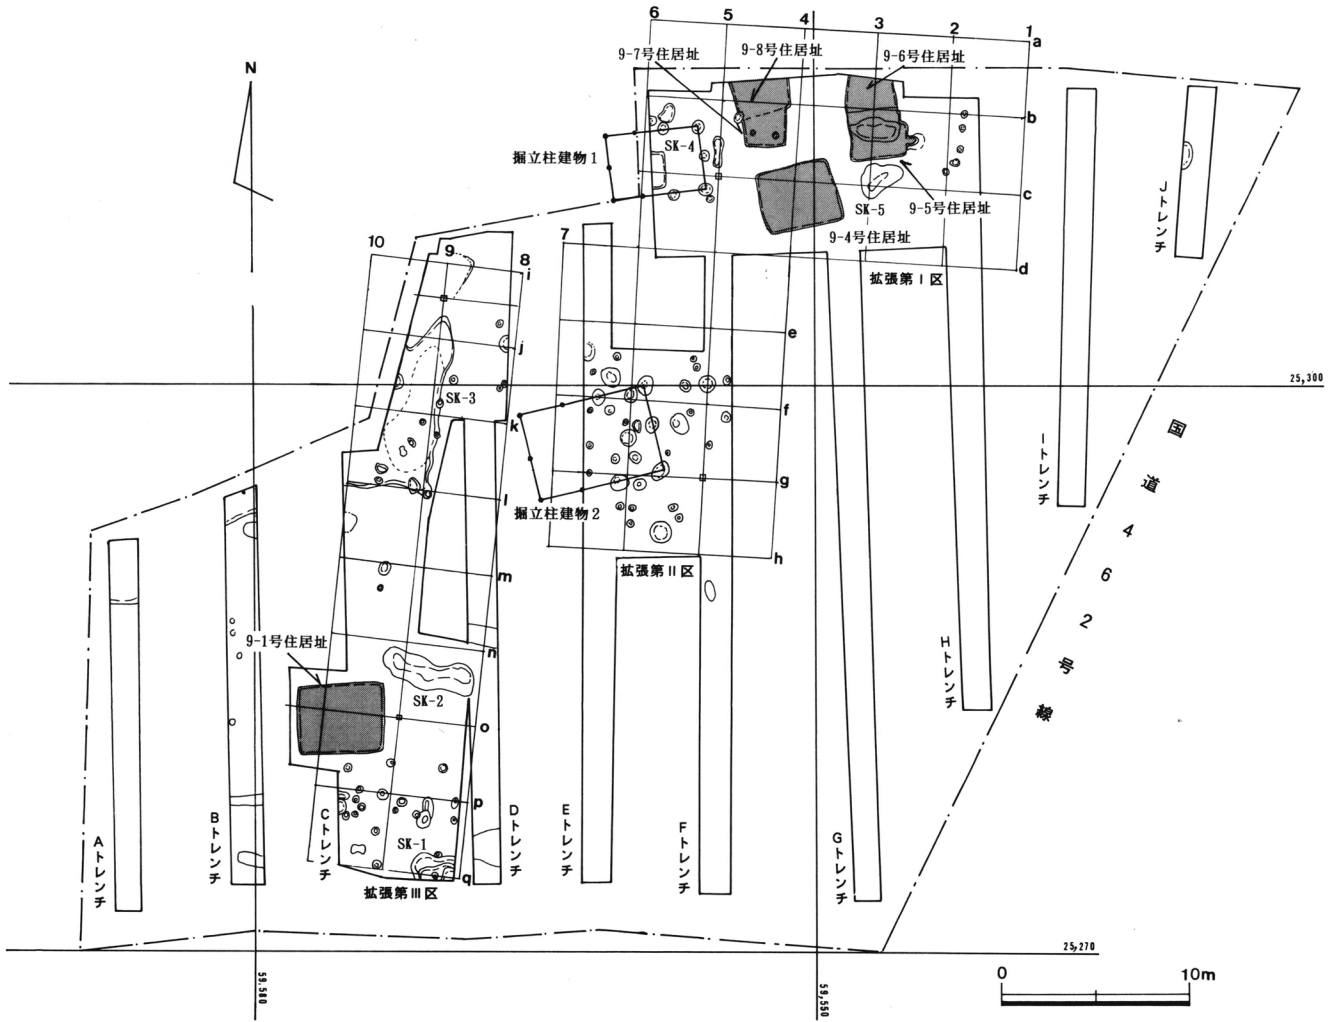 6
5
4
3
2
1
a
9-7号住居址
9-8号住居址
9-6号住居址
N
b
SK-4
掘立柱建物1
c
SK-5
9-5号住居址
9-4号住居址
Jトレンチ
d
拡張第I区
10
9
8
7
i
e
j
25,300
SK-3
f
k
国道462号線
Iトレンチ
g
l
掘立柱建物2
h
拡張第II区
m
9-1号住居址
n
Hトレンチ
SK-2
o
p
Aトレンチ
Bトレンチ
Cトレンチ
Dトレンチ
Eトレンチ
Fトレンチ
Gトレンチ
SK-1
q
拡張第III区
25,270
59,580
59,550
0
10m